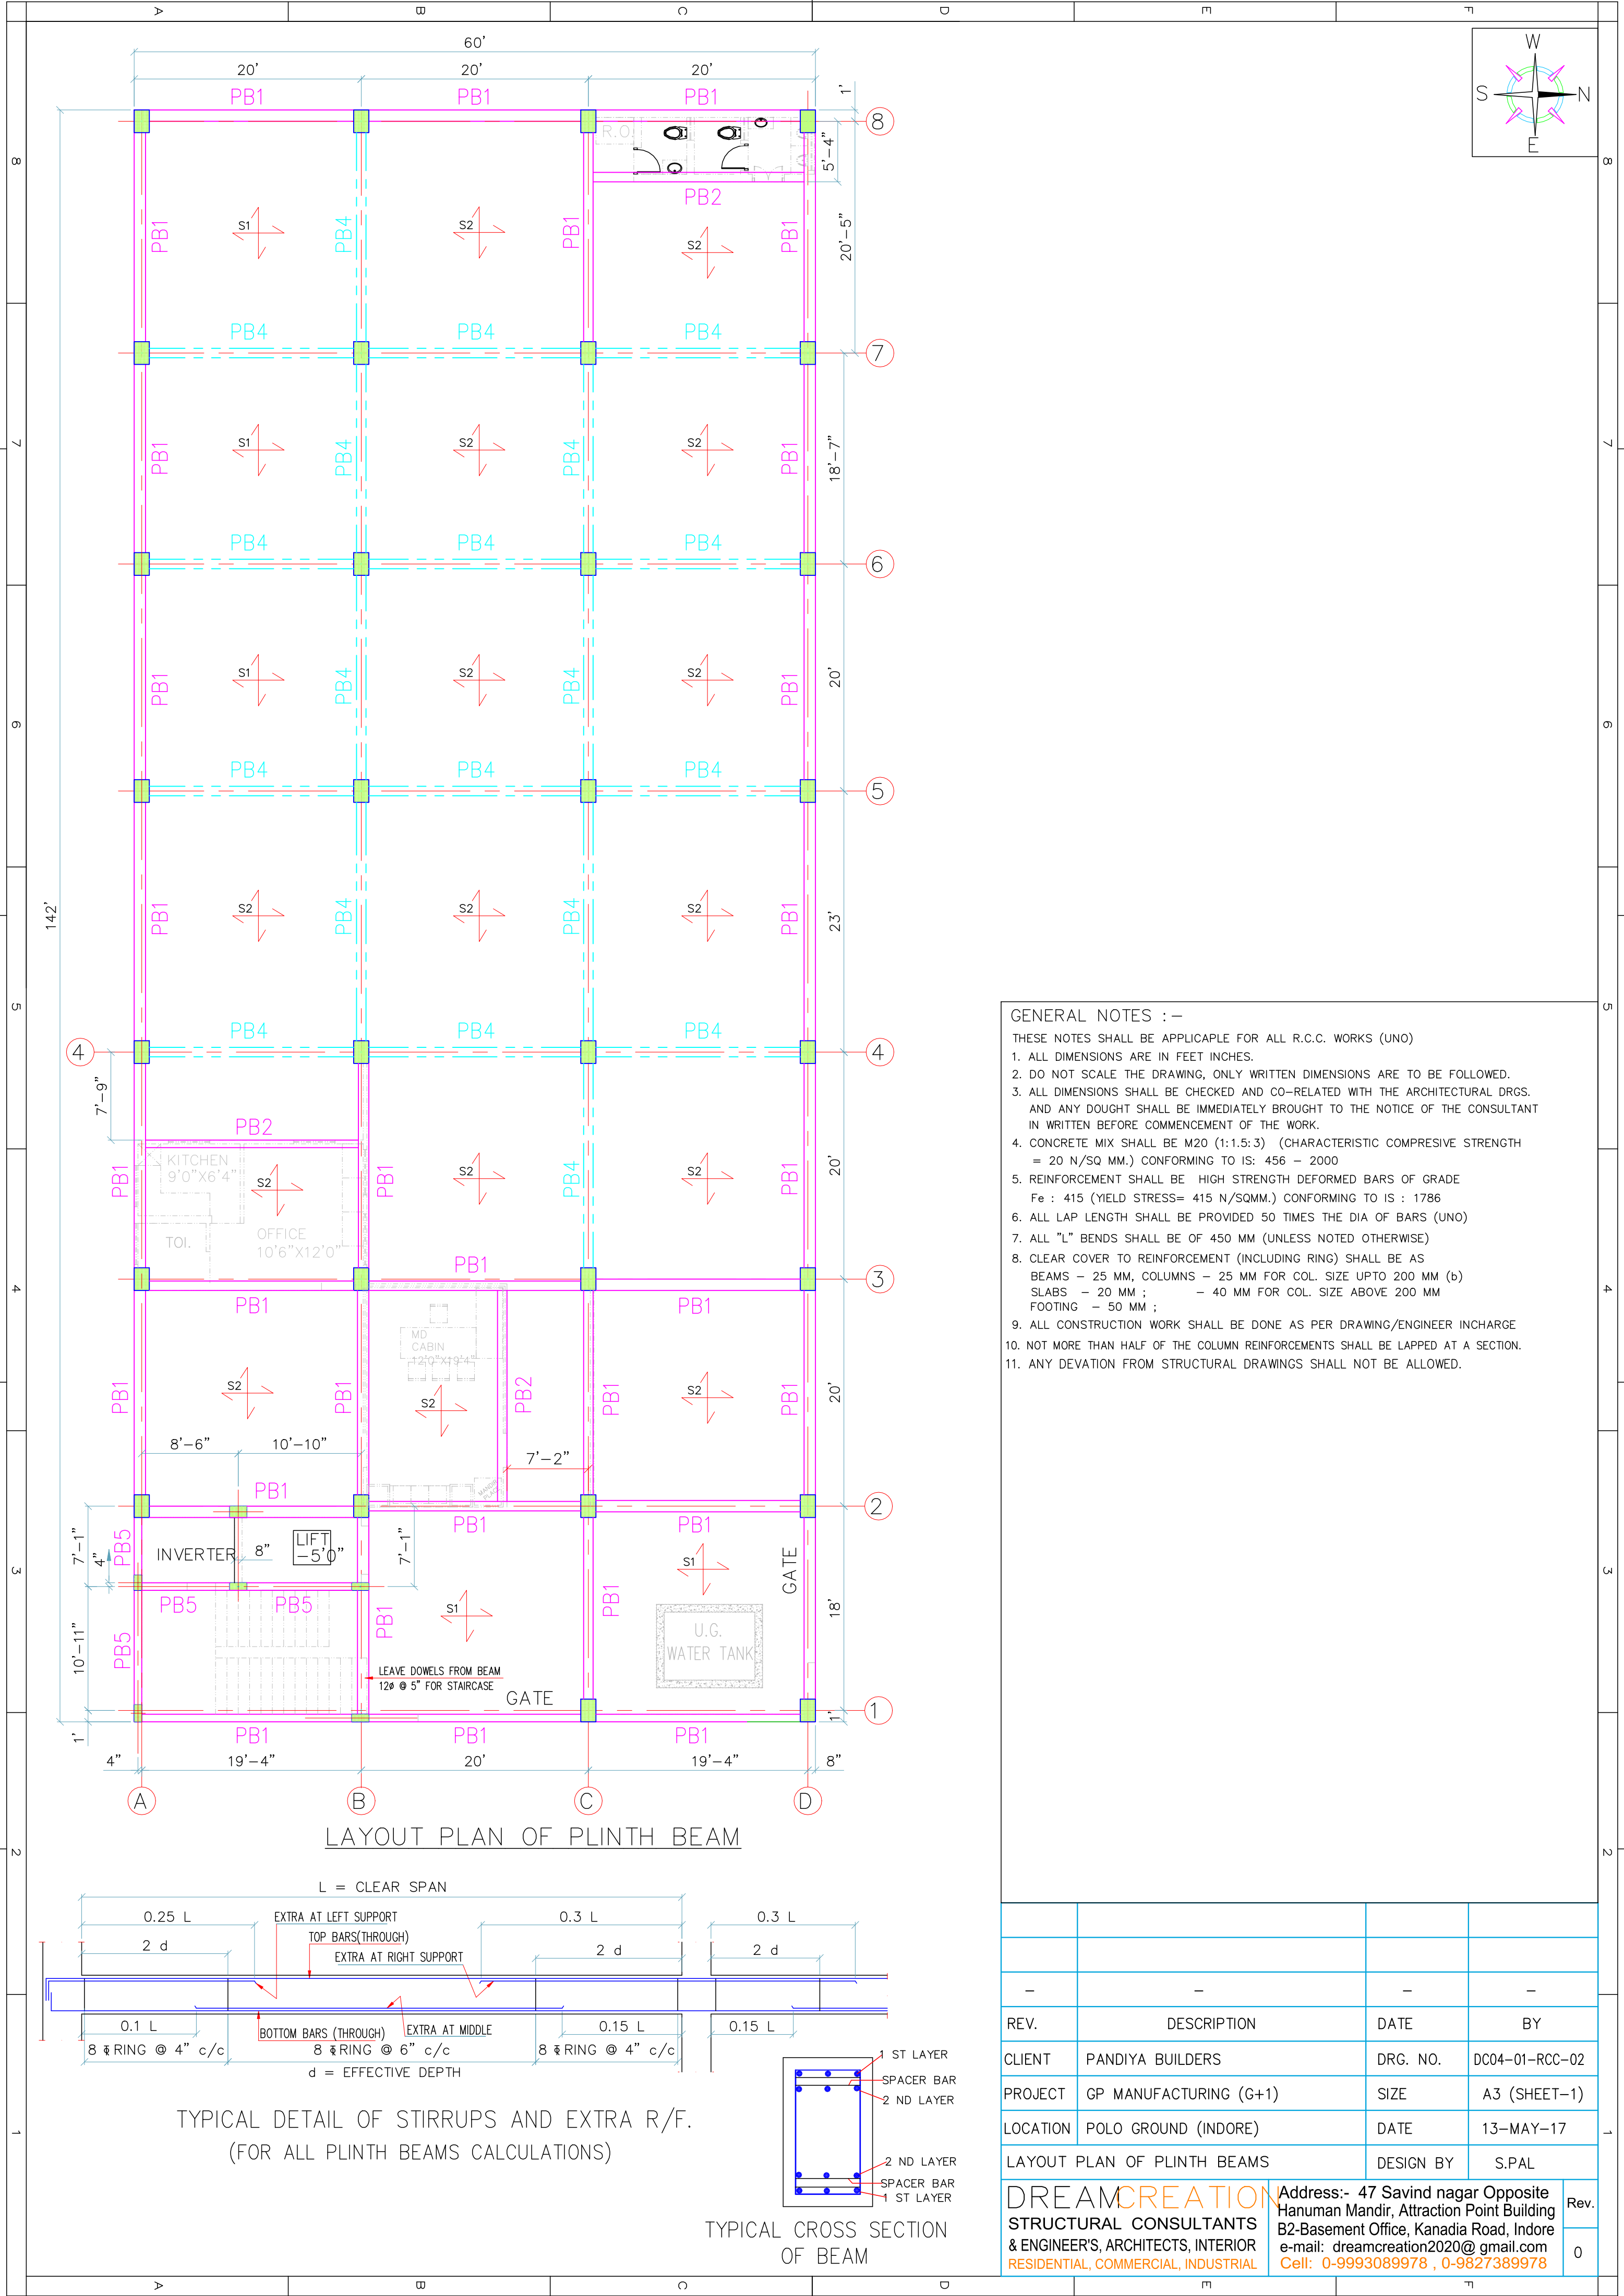 A B C D E F
60'
20' 20' 20'
PB1 PB1 PB1
1'
8
W
S N
E
8 8
R.O.
5'-4"
PB2
PB1 PB4 PB1 PB1
20'-5"
S1 S2 S2
PB4 PB4 PB4
7
PB1 PB4 PB4 PB1
S1 S2 S2
18'-7"
7 7
PB4 PB4 PB4
6
PB1 PB4 PB4 PB1
S1 S2 S2
20'
6 6
PB4 PB4 PB4
5
142'
PB1 PB4 PB4 PB1
S2 S2 S2
23'
5 5
PB4 PB4 PB4
4 4
7'-9"
PB2
KITCHEN
9'0"X6'4"
PB1 PB1 PB4 PB1
S2 S2 S2
20'
TOI.
OFFICE
10'6"X12'0"
PB1
3
PB1 PB1
4 4
MD
CABIN
12'0"X19'4"
PB1 PB1 PB2 PB1 PB1
S2 S2 S2
20'
8'-6" 10'-10"
7'-2"
PB1
2
PB1 PB1
7'-1" 4" PB5
INVERTER 8"
LIFT
-5'0"
7'-1"
S1
GATE
3 3
PB5 PB5
S1
PB1 PB1
18'
10'-11" PB5
U.G.
WATER TANK
LEAVE DOWELS FROM BEAM
12ø @ 5" FOR STAIRCASE
GATE
1
1' 1'
PB1 PB1 PB1
4" 19'-4" 20' 19'-4" 8"
A B C D
LAYOUT PLAN OF PLINTH BEAM
2 2
L = CLEAR SPAN
0.25 L EXTRA AT LEFT SUPPORT 0.3 L 0.3 L
TOP BARS(THROUGH)
2 d EXTRA AT RIGHT SUPPORT 2 d 2 d
0.1 L BOTTOM BARS (THROUGH) EXTRA AT MIDDLE 0.15 L 0.15 L
8 RING @ 4" c/c 8 RING @ 6" c/c 8 RING @ 4" c/c
d = EFFECTIVE DEPTH
TYPICAL DETAIL OF STIRRUPS AND EXTRA R/F.
(FOR ALL PLINTH BEAMS CALCULATIONS)
1 ST LAYER
SPACER BAR
2 ND LAYER
2 ND LAYER
SPACER BAR
1 ST LAYER
TYPICAL CROSS SECTION
OF BEAM
1 1
GENERAL NOTES :-
THESE NOTES SHALL BE APPLICAPLE FOR ALL R.C.C. WORKS (UNO)
1. ALL DIMENSIONS ARE IN FEET INCHES.
2. DO NOT SCALE THE DRAWING, ONLY WRITTEN DIMENSIONS ARE TO BE FOLLOWED.
3. ALL DIMENSIONS SHALL BE CHECKED AND CO-RELATED WITH THE ARCHITECTURAL DRGS.
AND ANY DOUGHT SHALL BE IMMEDIATELY BROUGHT TO THE NOTICE OF THE CONSULTANT
IN WRITTEN BEFORE COMMENCEMENT OF THE WORK.
4. CONCRETE MIX SHALL BE M20 (1:1.5:3) (CHARACTERISTIC COMPRESIVE STRENGTH
= 20 N/SQ MM.) CONFORMING TO IS: 456 - 2000
5. REINFORCEMENT SHALL BE HIGH STRENGTH DEFORMED BARS OF GRADE
Fe : 415 (YIELD STRESS= 415 N/SQMM.) CONFORMING TO IS : 1786
6. ALL LAP LENGTH SHALL BE PROVIDED 50 TIMES THE DIA OF BARS (UNO)
7. ALL "L" BENDS SHALL BE OF 450 MM (UNLESS NOTED OTHERWISE)
8. CLEAR COVER TO REINFORCEMENT (INCLUDING RING) SHALL BE AS
BEAMS - 25 MM, COLUMNS - 25 MM FOR COL. SIZE UPTO 200 MM (b)
SLABS - 20 MM ; - 40 MM FOR COL. SIZE ABOVE 200 MM
FOOTING - 50 MM ;
9. ALL CONSTRUCTION WORK SHALL BE DONE AS PER DRAWING/ENGINEER INCHARGE
10. NOT MORE THAN HALF OF THE COLUMN REINFORCEMENTS SHALL BE LAPPED AT A SECTION.
11. ANY DEVATION FROM STRUCTURAL DRAWINGS SHALL NOT BE ALLOWED.
- - - -
REV. DESCRIPTION DATE BY
CLIENT PANDIYA BUILDERS DRG. NO. DC04-01-RCC-02
PROJECT GP MANUFACTURING (G+1) SIZE A3 (SHEET-1)
LOCATION POLO GROUND (INDORE) DATE 13-MAY-17
LAYOUT PLAN OF PLINTH BEAMS DESIGN BY S.PAL
DREAMCREATION
STRUCTURAL CONSULTANTS
& ENGINEER'S, ARCHITECTS, INTERIOR
RESIDENTIAL, COMMERCIAL, INDUSTRIAL
Address:- 47 Savind nagar Opposite
Hanuman Mandir, Attraction Point Building
B2-Basement Office, Kanadia Road, Indore
e-mail: dreamcreation2020@ gmail.com
Cell: 0-9993089978 , 0-9827389978
Rev.
0
A B C D E F